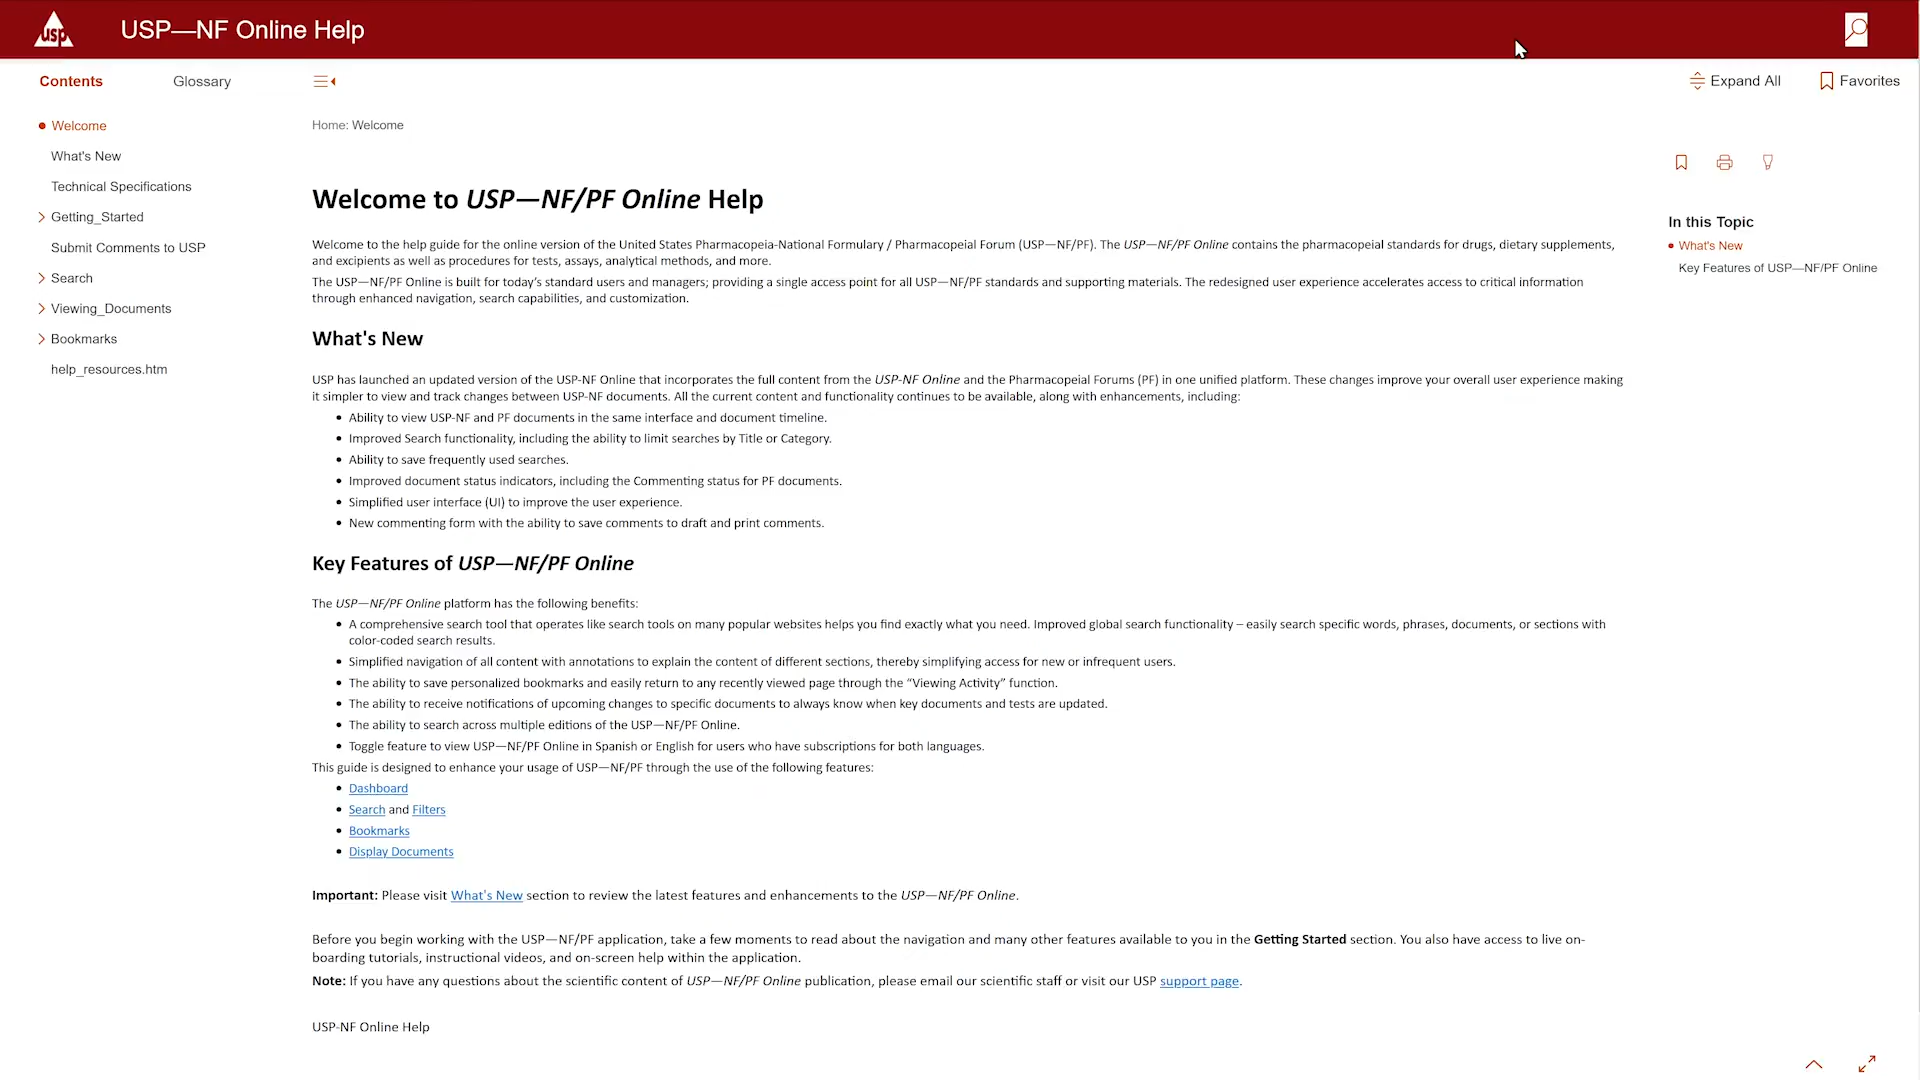 usp
USP—NF Online Help
Contents
Glossary
Expand All
Favorites
Welcome
What's New
Technical Specifications
Getting_Started
Submit Comments to USP
Search
Viewing_Documents
Bookmarks
help_resources.htm
Home: Welcome
Welcome to USP—NF/PF Online Help
Welcome to the help guide for the online version of the United States Pharmacopeia-National Formulary / Pharmacopeial Forum (USP—NF/PF). The USP—NF/PF Online contains the pharmacopeial standards for drugs, dietary supplements,
and excipients as well as procedures for tests, assays, analytical methods, and more.
The USP—NF/PF Online is built for today's standard users and managers; providing a single access point for all USP—NF/PF standards and supporting materials. The redesigned user experience accelerates access to critical information
through enhanced navigation, search capabilities, and customization.
What's New
USP has launched an updated version of the USP-NF Online that incorporates the full content from the USP-NF Online and the Pharmacopeial Forums (PF) in one unified platform. These changes improve your overall user experience making
it simpler to view and track changes between USP-NF documents. All the current content and functionality continues to be available, along with enhancements, including:
• Ability to view USP-NF and PF documents in the same interface and document timeline.
• Improved Search functionality, including the ability to limit searches by Title or Category.
• Ability to save frequently used searches.
• Improved document status indicators, including the Commenting status for PF documents.
• Simplified user interface (UI) to improve the user experience.
• New commenting form with the ability to save comments to draft and print comments.
Key Features of USP—NF/PF Online
The USP—NF/PF Online platform has the following benefits:
• A comprehensive search tool that operates like search tools on many popular websites helps you find exactly what you need. Improved global search functionality – easily search specific words, phrases, documents, or sections with
color-coded search results.
• Simplified navigation of all content with annotations to explain the content of different sections, thereby simplifying access for new or infrequent users.
• The ability to save personalized bookmarks and easily return to any recently viewed page through the “Viewing Activity” function.
• The ability to receive notifications of upcoming changes to specific documents to always know when key documents and tests are updated.
• The ability to search across multiple editions of the USP—NF/PF Online.
• Toggle feature to view USP—NF/PF Online in Spanish or English for users who have subscriptions for both languages.
This guide is designed to enhance your usage of USP—NF/PF through the use of the following features:
• Dashboard
• Search and Filters
• Bookmarks
• Display Documents
Important: Please visit What's New section to review the latest features and enhancements to the USP—NF/PF Online.
Before you begin working with the USP—NF/PF application, take a few moments to read about the navigation and many other features available to you in the Getting Started section. You also have access to live on-
boarding tutorials, instructional videos, and on-screen help within the application.
Note: If you have any questions about the scientific content of USP—NF/PF Online publication, please email our scientific staff or visit our USP support page.
USP-NF Online Help
In this Topic
What's New
Key Features of USP—NF/PF Online